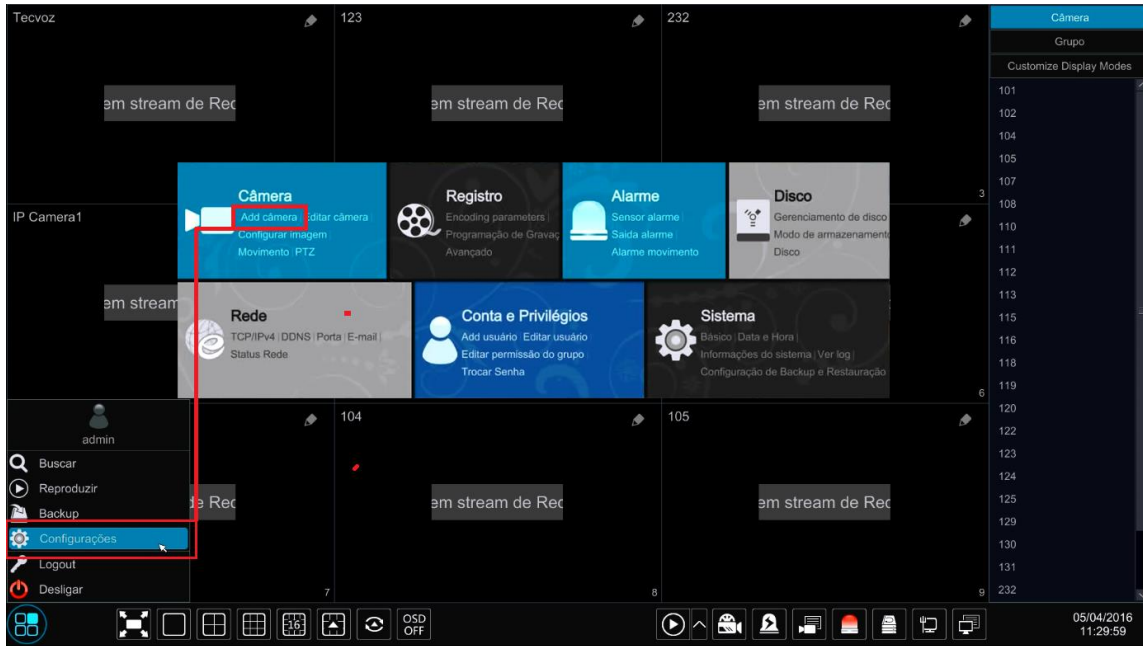 Tecvoz
123
232
em stream de Rec
em stream de Rec
em stream de Rec
3
IP Camera1
em stream
6
Câmera
Add câmera | Editar câmera |
Configurar imagem |
Movimento | PTZ
Registro
Encoding parameters |
Programação de Gravaç
Avançado
Alarme
Sensor alarme |
Saida alarme |
Alarme movimento
Disco
Gerenciamento de disco
Modo de armazenament
Disco
Rede
TCP/IPv4 | DDNS | Porta | E-mail |
Status Rede
Conta e Privilégios
Add usuário | Editar usuário
Editar permissão do grupo |
Trocar Senha
Sistema
Básico | Data e Hora |
Informações do sistema | Ver log |
Configuração de Backup e Restauração
104
105
de Rec
em stream de Rec
em stream de Rec
7
8
9
admin
Buscar
Reproduzir
Backup
Configurações
Logout
Desligar
16
OSD
OFF
Câmera
Grupo
Customize Display Modes
101
102
104
105
107
108
110
111
112
113
115
116
118
119
120
122
123
124
125
129
130
131
232
05/04/2016
11:29:59